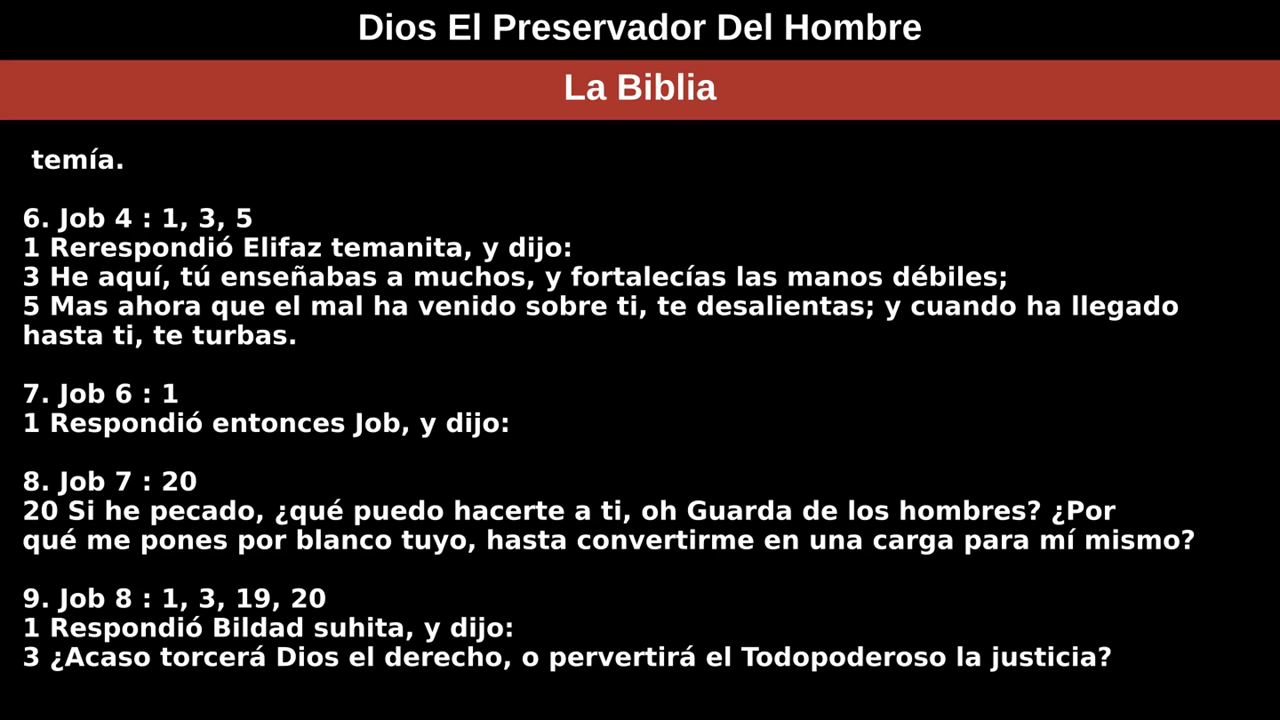 Dios El Preservador Del Hombre
La Biblia
temía.
6. Job 4 : 1, 3, 5
1 Rerespondió Elifaz temanita, y dijo:
3 He aquí, tú enseñabas a muchos, y fortalecías las manos débiles;
5 Mas ahora que el mal ha venido sobre ti, te desalientas; y cuando ha llegado
hasta ti, te turbas.
7. Job 6 : 1
1 Respondió entonces Job, y dijo:
8. Job 7 : 20
20 Si he pecado, ¿qué puedo hacerte a ti, oh Guarda de los hombres? ¿Por
qué me pones por blanco tuyo, hasta convertirme en una carga para mí mismo?
9. Job 8 : 1, 3, 19, 20
1 Respondió Bildad suhita, y dijo:
3 ¿Acaso torcerá Dios el derecho, o pervertirá el Todopoderoso la justicia?